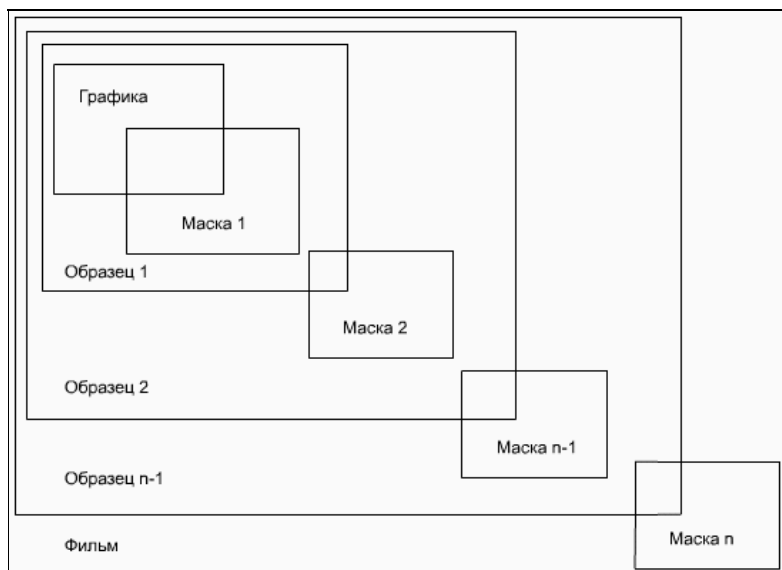 Графика
Маска 1
Образец 1
Маска 2
Образец 2
Маска n-1
Образец n-1
Маска n
Фильм